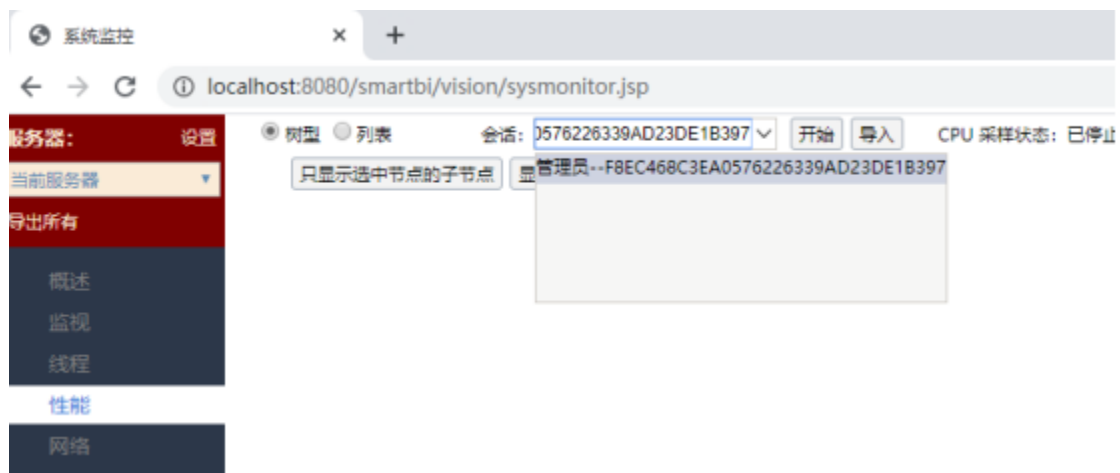 系统监控
localhost:8080/smartbi/vision/sysmonitor.jsp
服务器： 设置
当前服务器
导出所有
概述
监视
线程
性能
网络
树型 列表 会话： 0576226339AD23DE1B397 开始 导入 CPU 采样状态：已停止
只显示选中节点的子节点 显
管理员--F8EC468C3EA0576226339AD23DE1B397